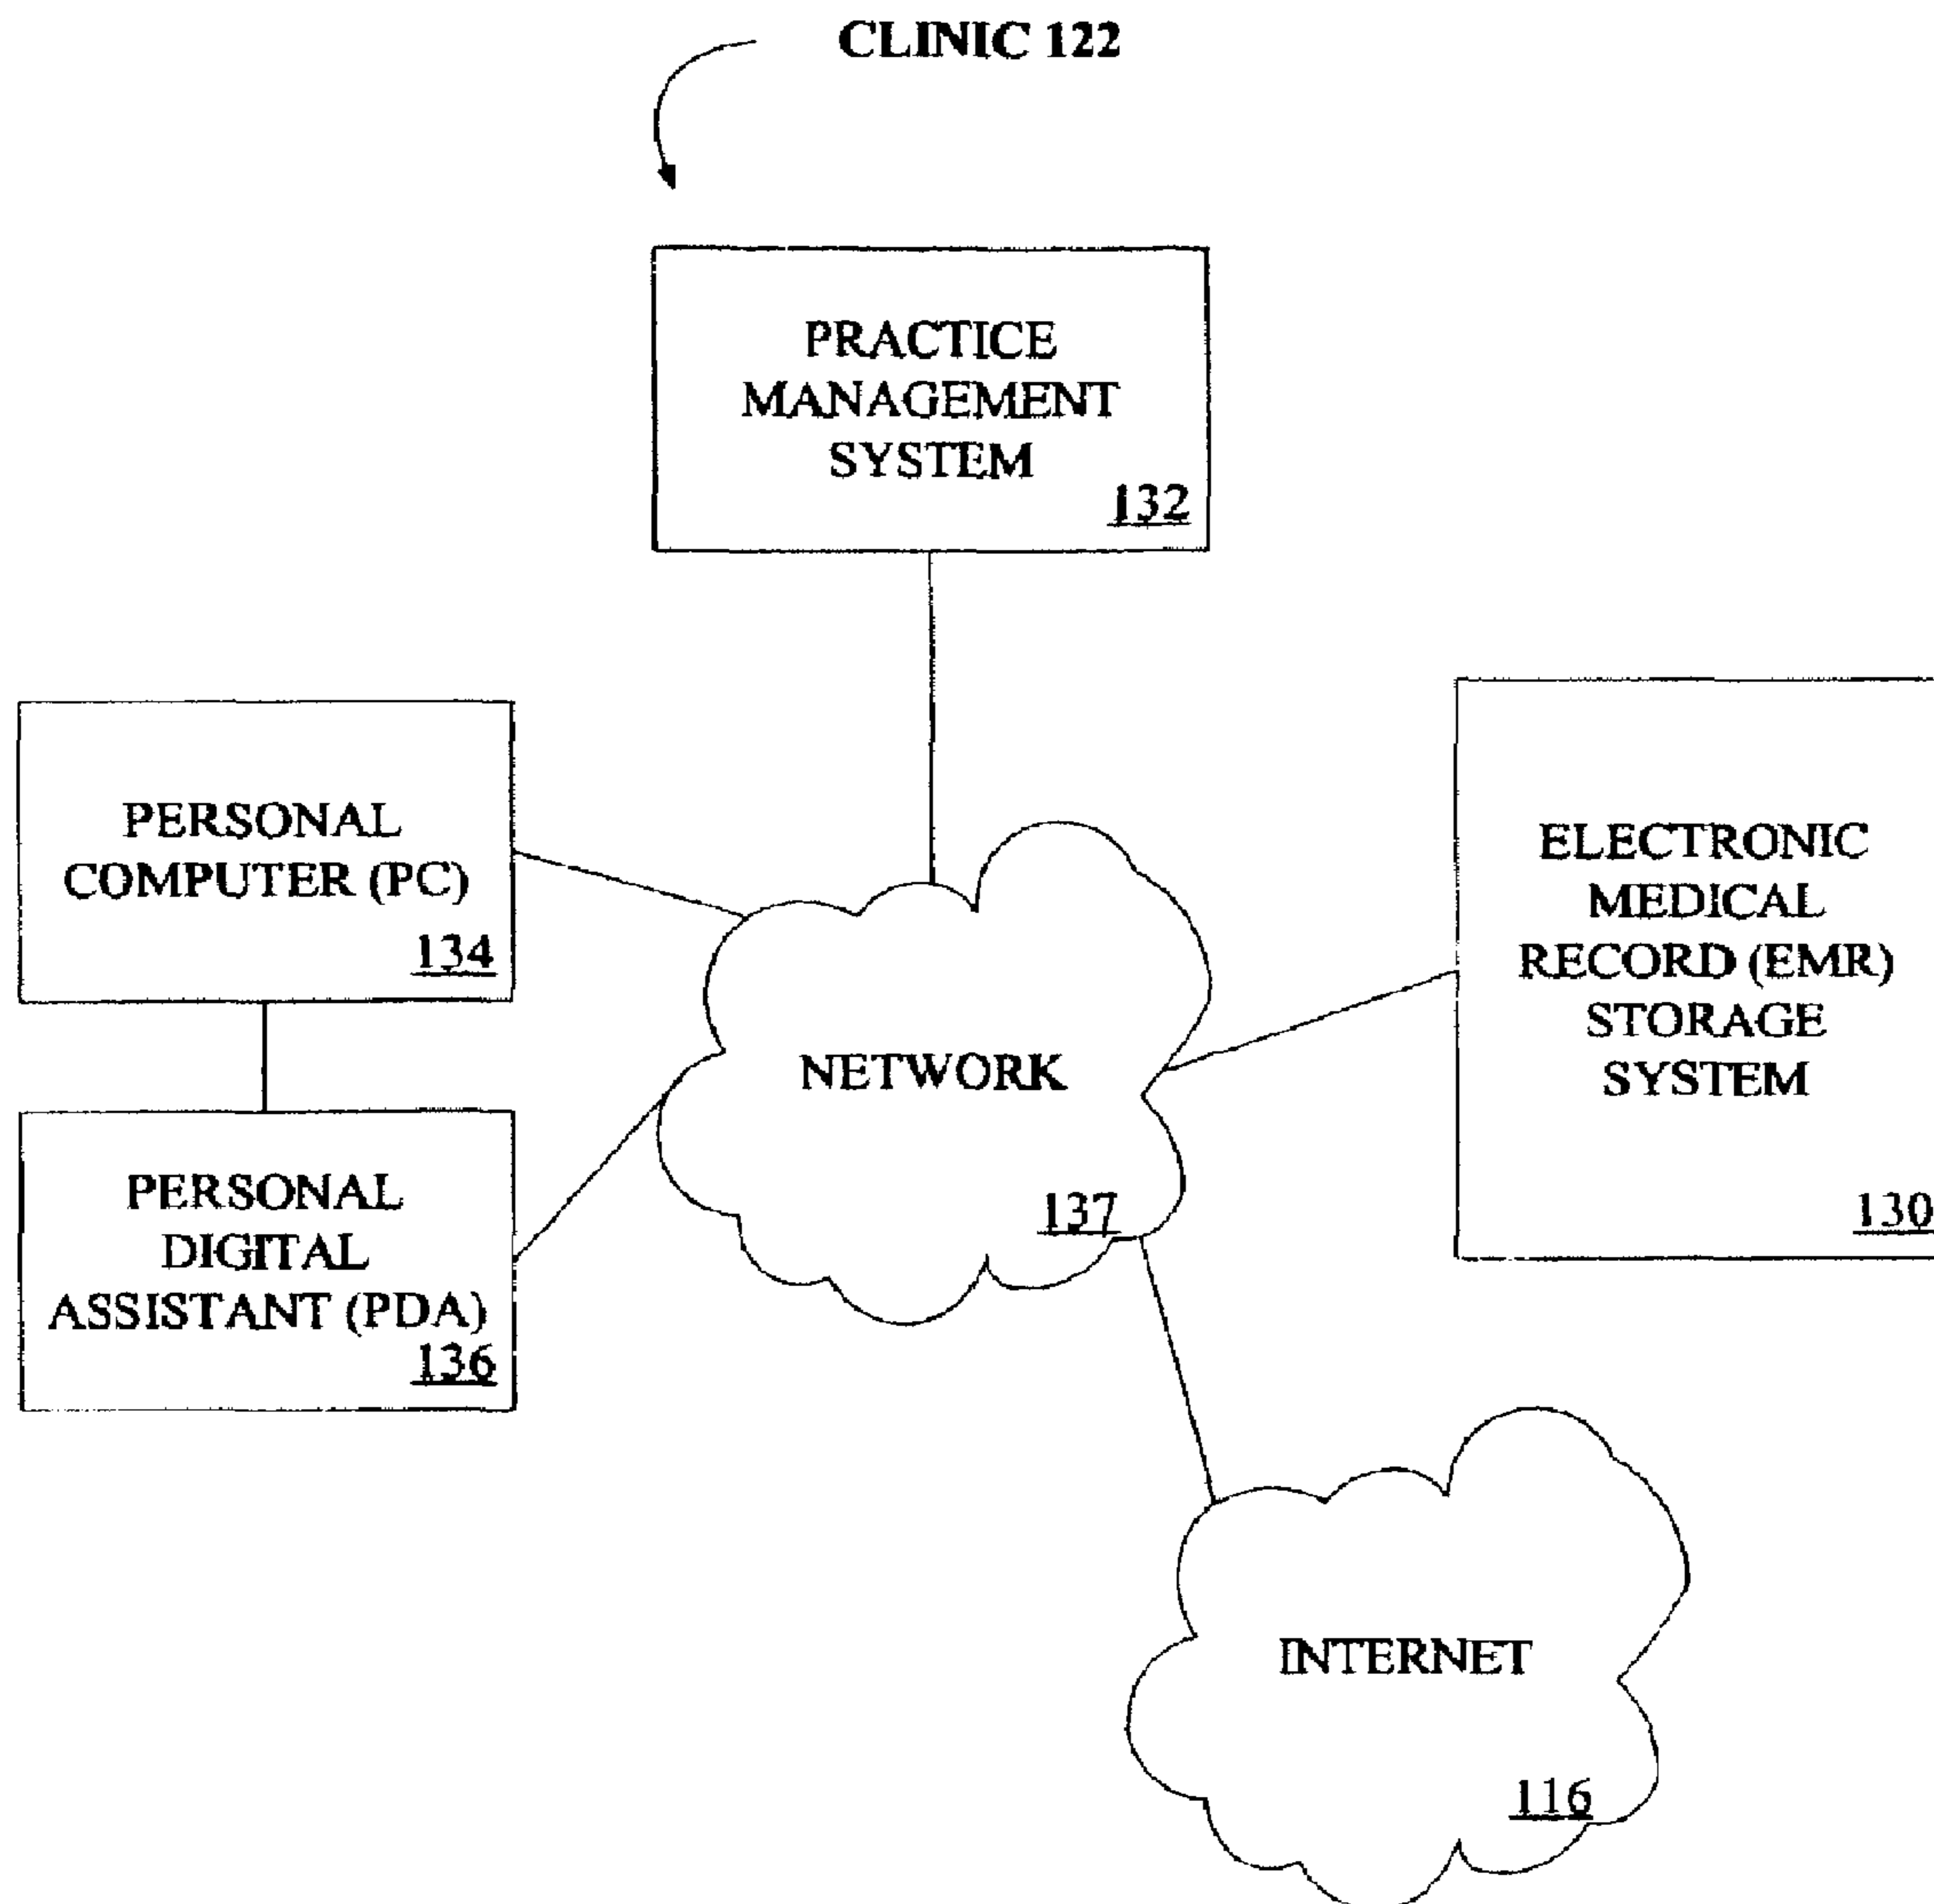 CLINIC 122
PRACTICE
MANAGEMENT
SYSTEM
132
PERSONAL
COMPUTER (PC)
134
ELECTRONIC
MEDICAL
RECORD (EMR)
STORAGE
SYSTEM
130
NETWORK
137
PERSONAL
DIGITAL
ASSISTANT (PDA)
136
INTERNET
116